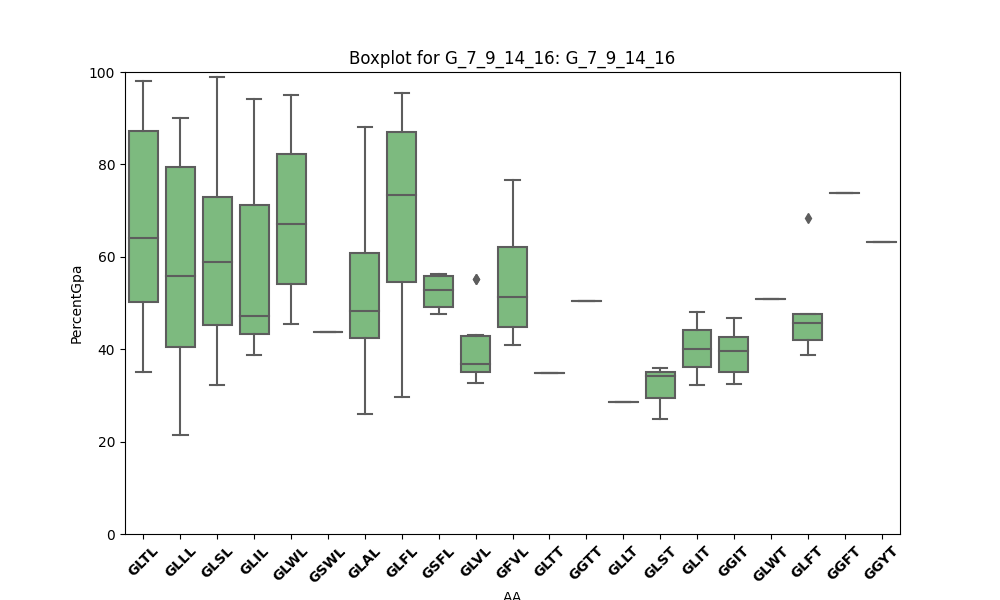 Boxplot for G_7_9_14_16: G_7_9_14_16
PercentGpa
100
80
60
40
20
0
GLTL GLLL GLSL GLIL GLWL GSWL GLAL GLFL GSFL GLVL GFVL GLTT GGTT GLLT GLST GLIT GGIT GLWT GLFT GGFT GGYT
AA